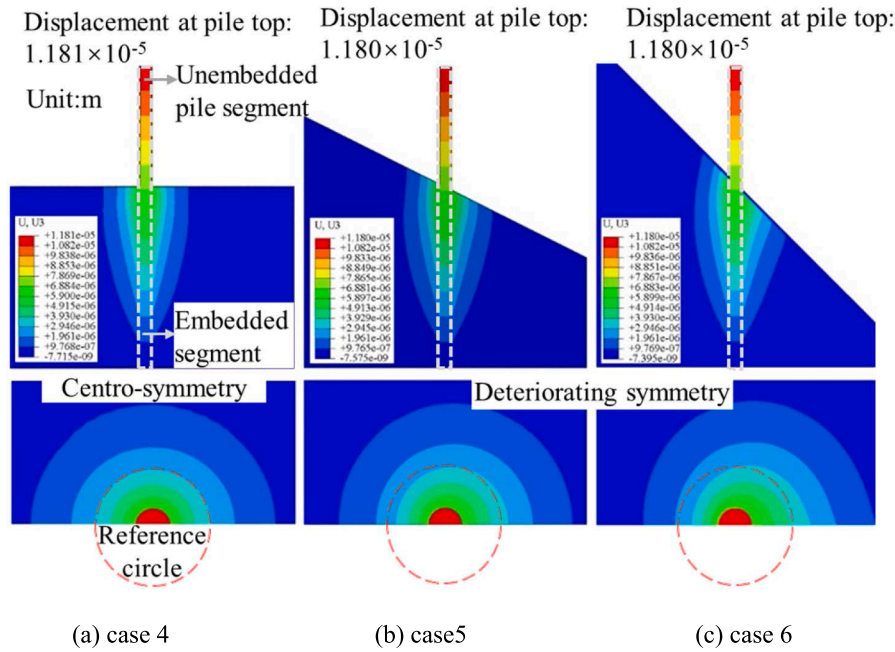 Displacement at pile top:
1.181×10⁻⁵
Unit:m
Unembedded
pile segment
U, U3
+1.181e-05
+1.082e-05
+9.838e-06
+8.853e-06
+7.869e-06
+6.884e-06
+5.900e-06
+4.915e-06
+3.930e-06
+2.946e-06
+1.961e-06
+9.768e-07
-7.715e-09
Embedded
segment
Displacement at pile top:
1.180×10⁻⁵
U, U3
+1.180e-05
+1.082e-05
+9.833e-06
+8.849e-06
+7.865e-06
+6.881e-06
+5.897e-06
+4.913e-06
+3.929e-06
+2.945e-06
+1.961e-06
+9.765e-07
-7.575e-09
Displacement at pile top:
1.180×10⁻⁵
U, U3
+1.180e-05
+1.082e-05
+9.836e-06
+8.851e-06
+7.867e-06
+6.883e-06
+5.899e-06
+4.914e-06
+3.930e-06
+2.946e-06
+1.961e-06
+9.769e-07
-7.395e-09
Centro-symmetry
Deteriorating symmetry
Reference
circle
(a) case 4
(b) case5
(c) case 6